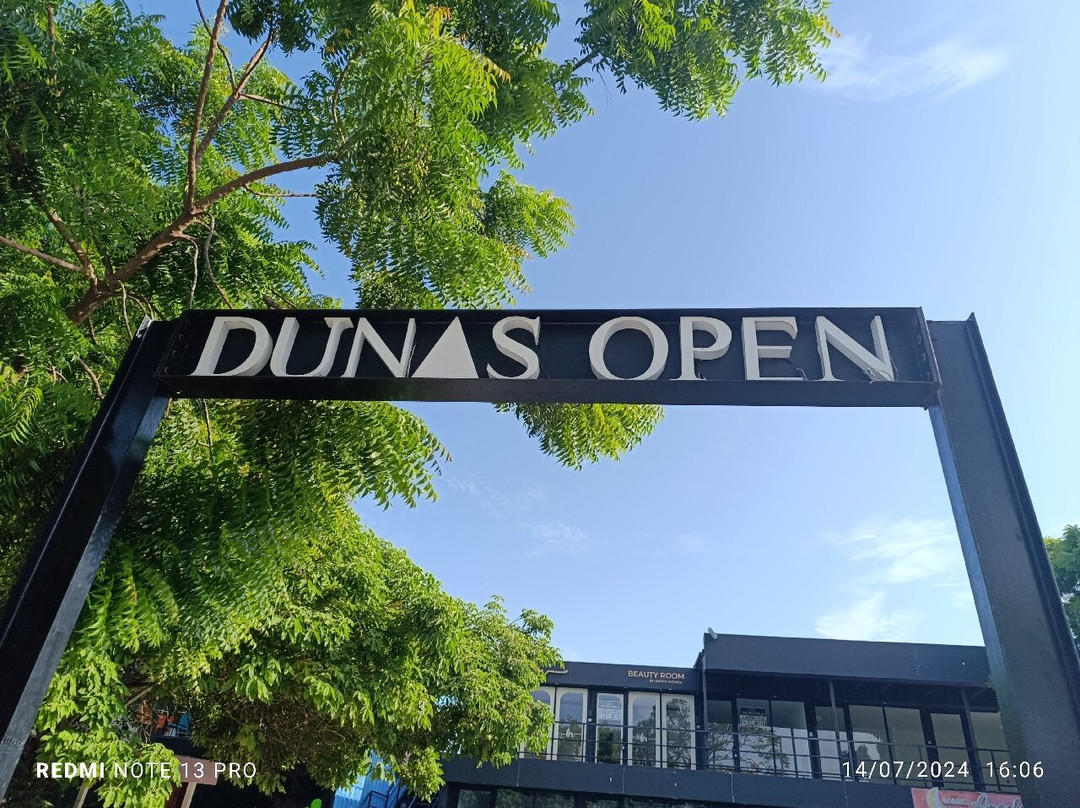 DUNAS OPEN
BEAUTY ROOM
REDMI NOTE 13 PRO
14/07/2024 16:06